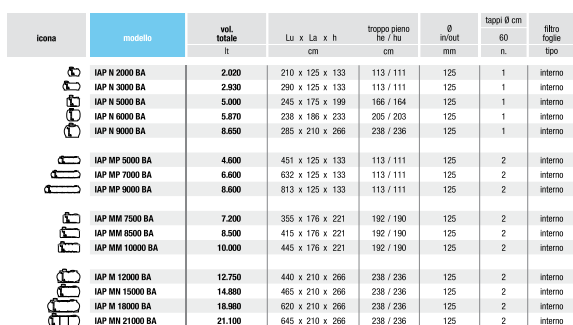 icona modello vol. totale Lu x La x h troppo pieno he / hu Ø in/out tappi Ø cm 60 filtro foglie
lt cm cm mm n. tipo
IAP N 2000 BA 2.020 210 x 125 x 133 113 / 111 125 1 interno
IAP N 3000 BA 2.930 290 x 125 x 133 113 / 111 125 1 interno
IAP N 5000 BA 5.000 245 x 175 x 199 166 / 164 125 1 interno
IAP N 6000 BA 5.870 238 x 186 x 233 205 / 203 125 1 interno
IAP N 9000 BA 8.650 285 x 210 x 266 238 / 236 125 1 interno
IAP MP 5000 BA 4.600 451 x 125 x 133 113 / 111 125 2 interno
IAP MP 7000 BA 6.600 632 x 125 x 133 113 / 111 125 2 interno
IAP MP 9000 BA 8.600 813 x 125 x 133 113 / 111 125 2 interno
IAP MM 7500 BA 7.200 355 x 176 x 221 192 / 190 125 2 interno
IAP MM 8500 BA 8.500 415 x 176 x 221 192 / 190 125 2 interno
IAP MM 10000 BA 10.000 445 x 176 x 221 192 / 190 125 2 interno
IAP M 12000 BA 12.750 440 x 210 x 266 238 / 236 125 2 interno
IAP MN 15000 BA 14.880 465 x 210 x 266 238 / 236 125 2 interno
IAP M 18000 BA 18.980 620 x 210 x 266 238 / 236 125 2 interno
IAP MN 21000 BA 21.100 645 x 210 x 266 238 / 236 125 2 interno